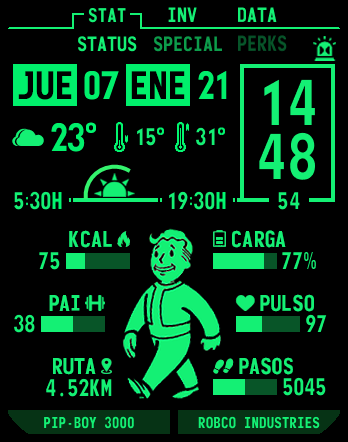 STAT INV DATA
STATUS SPECIAL PERKS
JUE 07 ENE 21
14
48
23° 15° 31°
5:30H 19:30H 54
KCAL CARGA
75 77%
PAI PULSO
38 97
RUTA PASOS
4.52KM 5045
PIP-BOY 3000 ROBCO INDUSTRIES